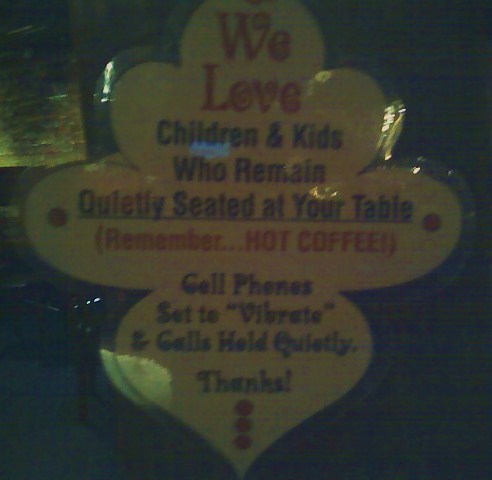 We
Love
Children & Kids
Who Remain
Quietly Seated at Your Table
(Remember...HOT COFFEE!)
Cell Phones
Set to "Vibrate"
& Calls Held Quietly.
Thanks!